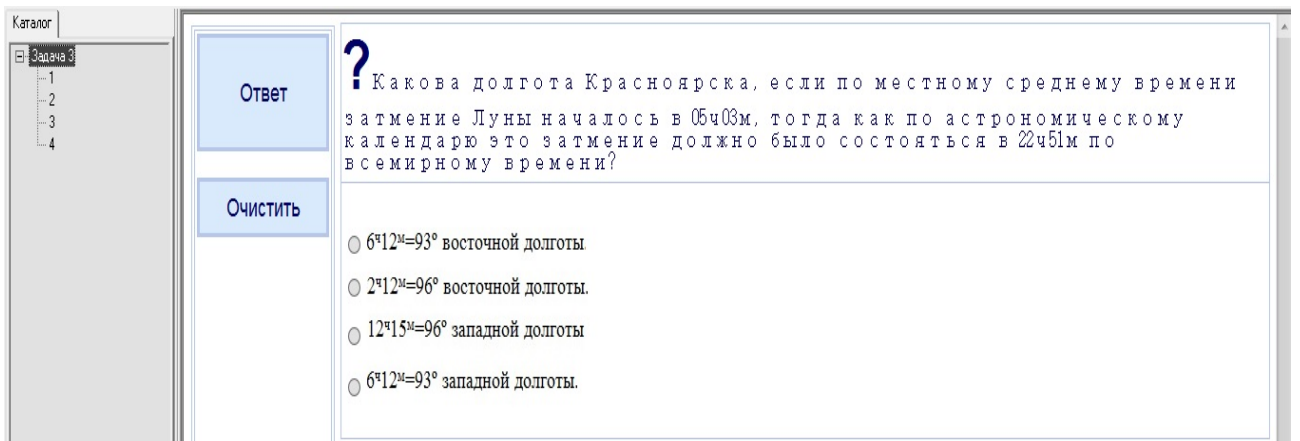 Каталог
Задача 3
1
2
3
4
Ответ
Очистить
? Какова долгота Красноярска, если по местному среднему времени
затмение Луны началось в 05ч03м, тогда как по астрономическому
календарю это затмение должно было состояться в 22ч51м по
всемирному времени?
6ч12м=93° восточной долготы.
2ч12м=96° восточной долготы.
12ч15м=96° западной долготы
6ч12м=93° западной долготы.